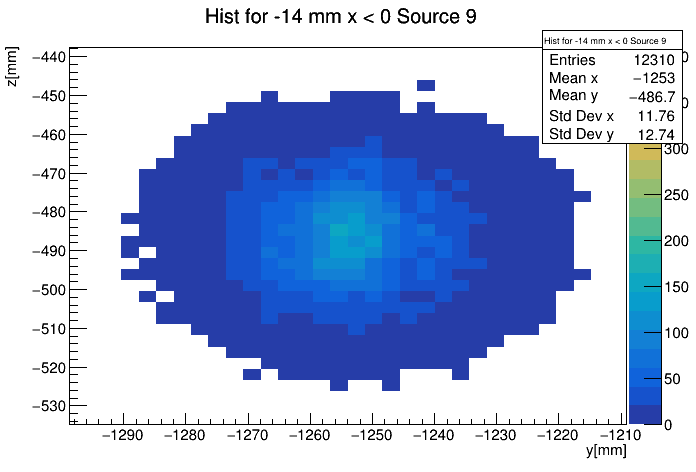 Hist for -14 mm x < 0 Source 9
Hist for -14 mm x < 0 Source 9
Entries 12310
Mean x −1253
Mean y −486.7
Std Dev x 11.76
Std Dev y 12.74
z[mm]
−440
−450
−460
−470
−480
−490
−500
−510
−520
−530
−1290 −1280 −1270 −1260 −1250 −1240 −1230 −1220 −1210
y[mm]
300
250
200
150
100
50
0